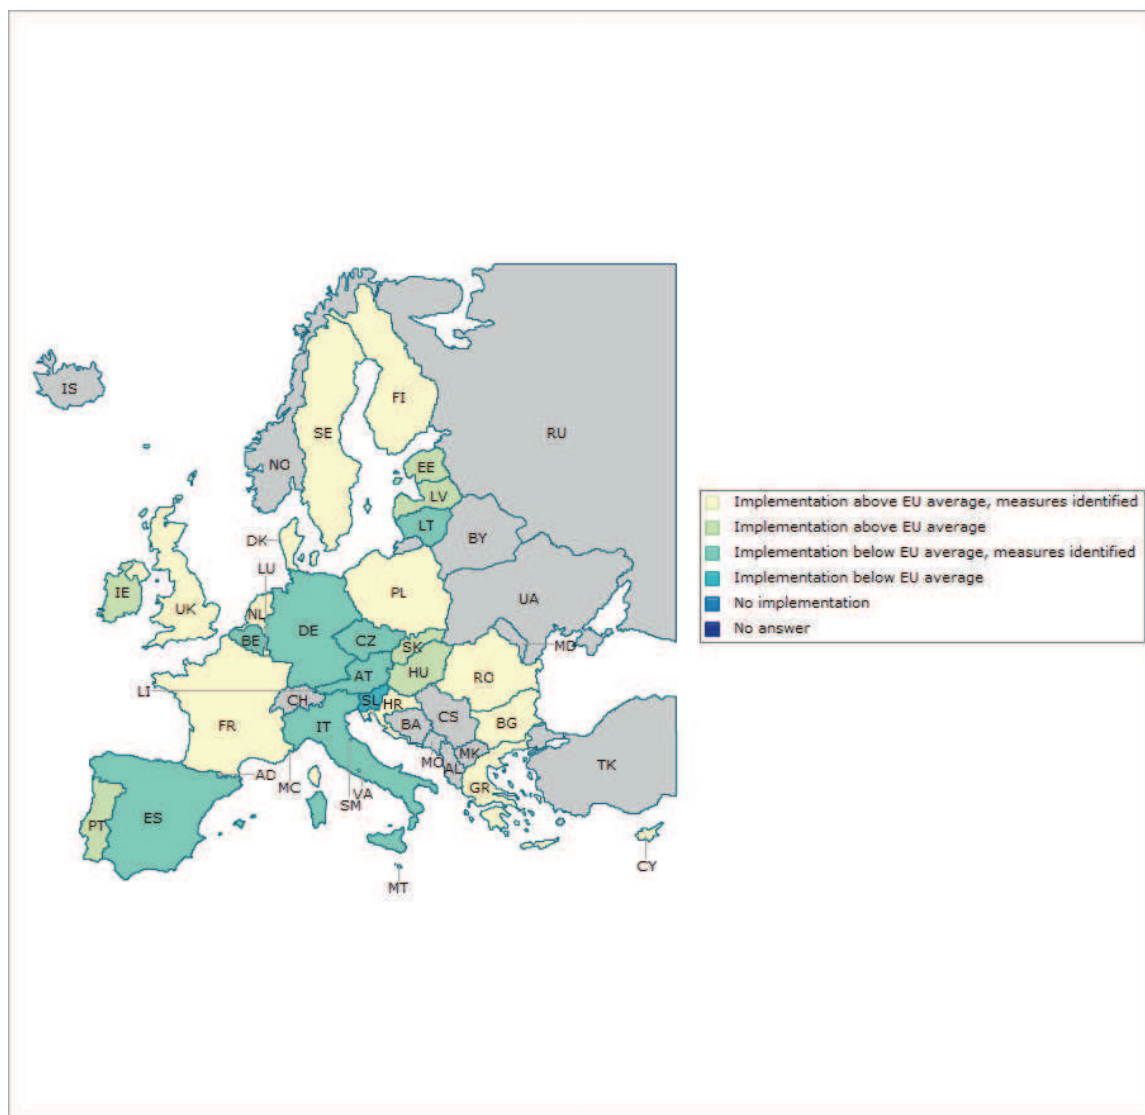 IS
FI
SE
RU
NO
EE
LV
LT
DK
BY
LU
IE
PL
UK
NL
UA
DE
BE
CZ
SK
MD
AT
HU
RO
LI
CH
SL
HR
CS
FR
IT
BA
BG
MK
MO
AL
TK
AD
MC
VA
SM
GR
ES
PT
CY
MT
Implementation above EU average, measures identified
Implementation above EU average
Implementation below EU average, measures identified
Implementation below EU average
No implementation
No answer